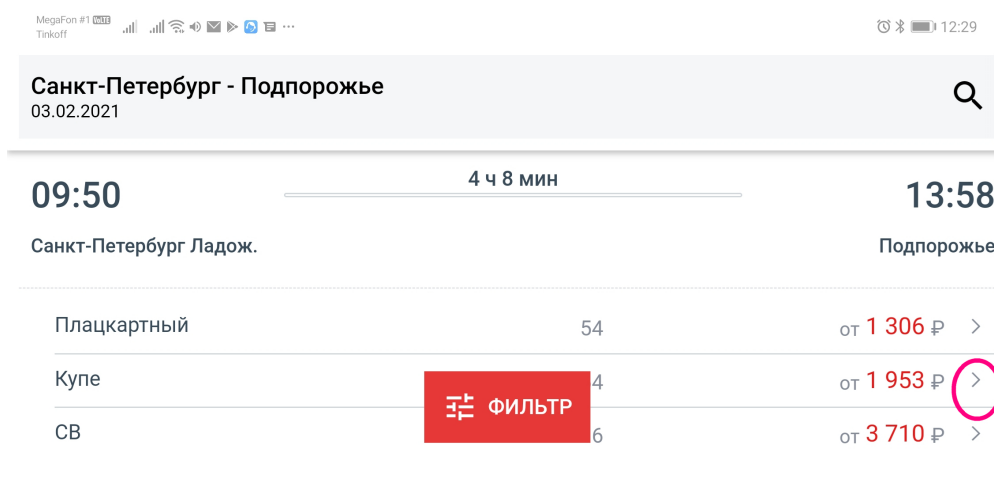 MegaFon #1 VoLTE
Tinkoff
12:29
Санкт-Петербург - Подпорожье
03.02.2021
4 ч 8 мин
09:50
13:58
Санкт-Петербург Ладож.
Подпорожье
Плацкартный 54 от 1 306 ₽
Купе 4 от 1 953 ₽
ФИЛЬТР
СВ 6 от 3 710 ₽